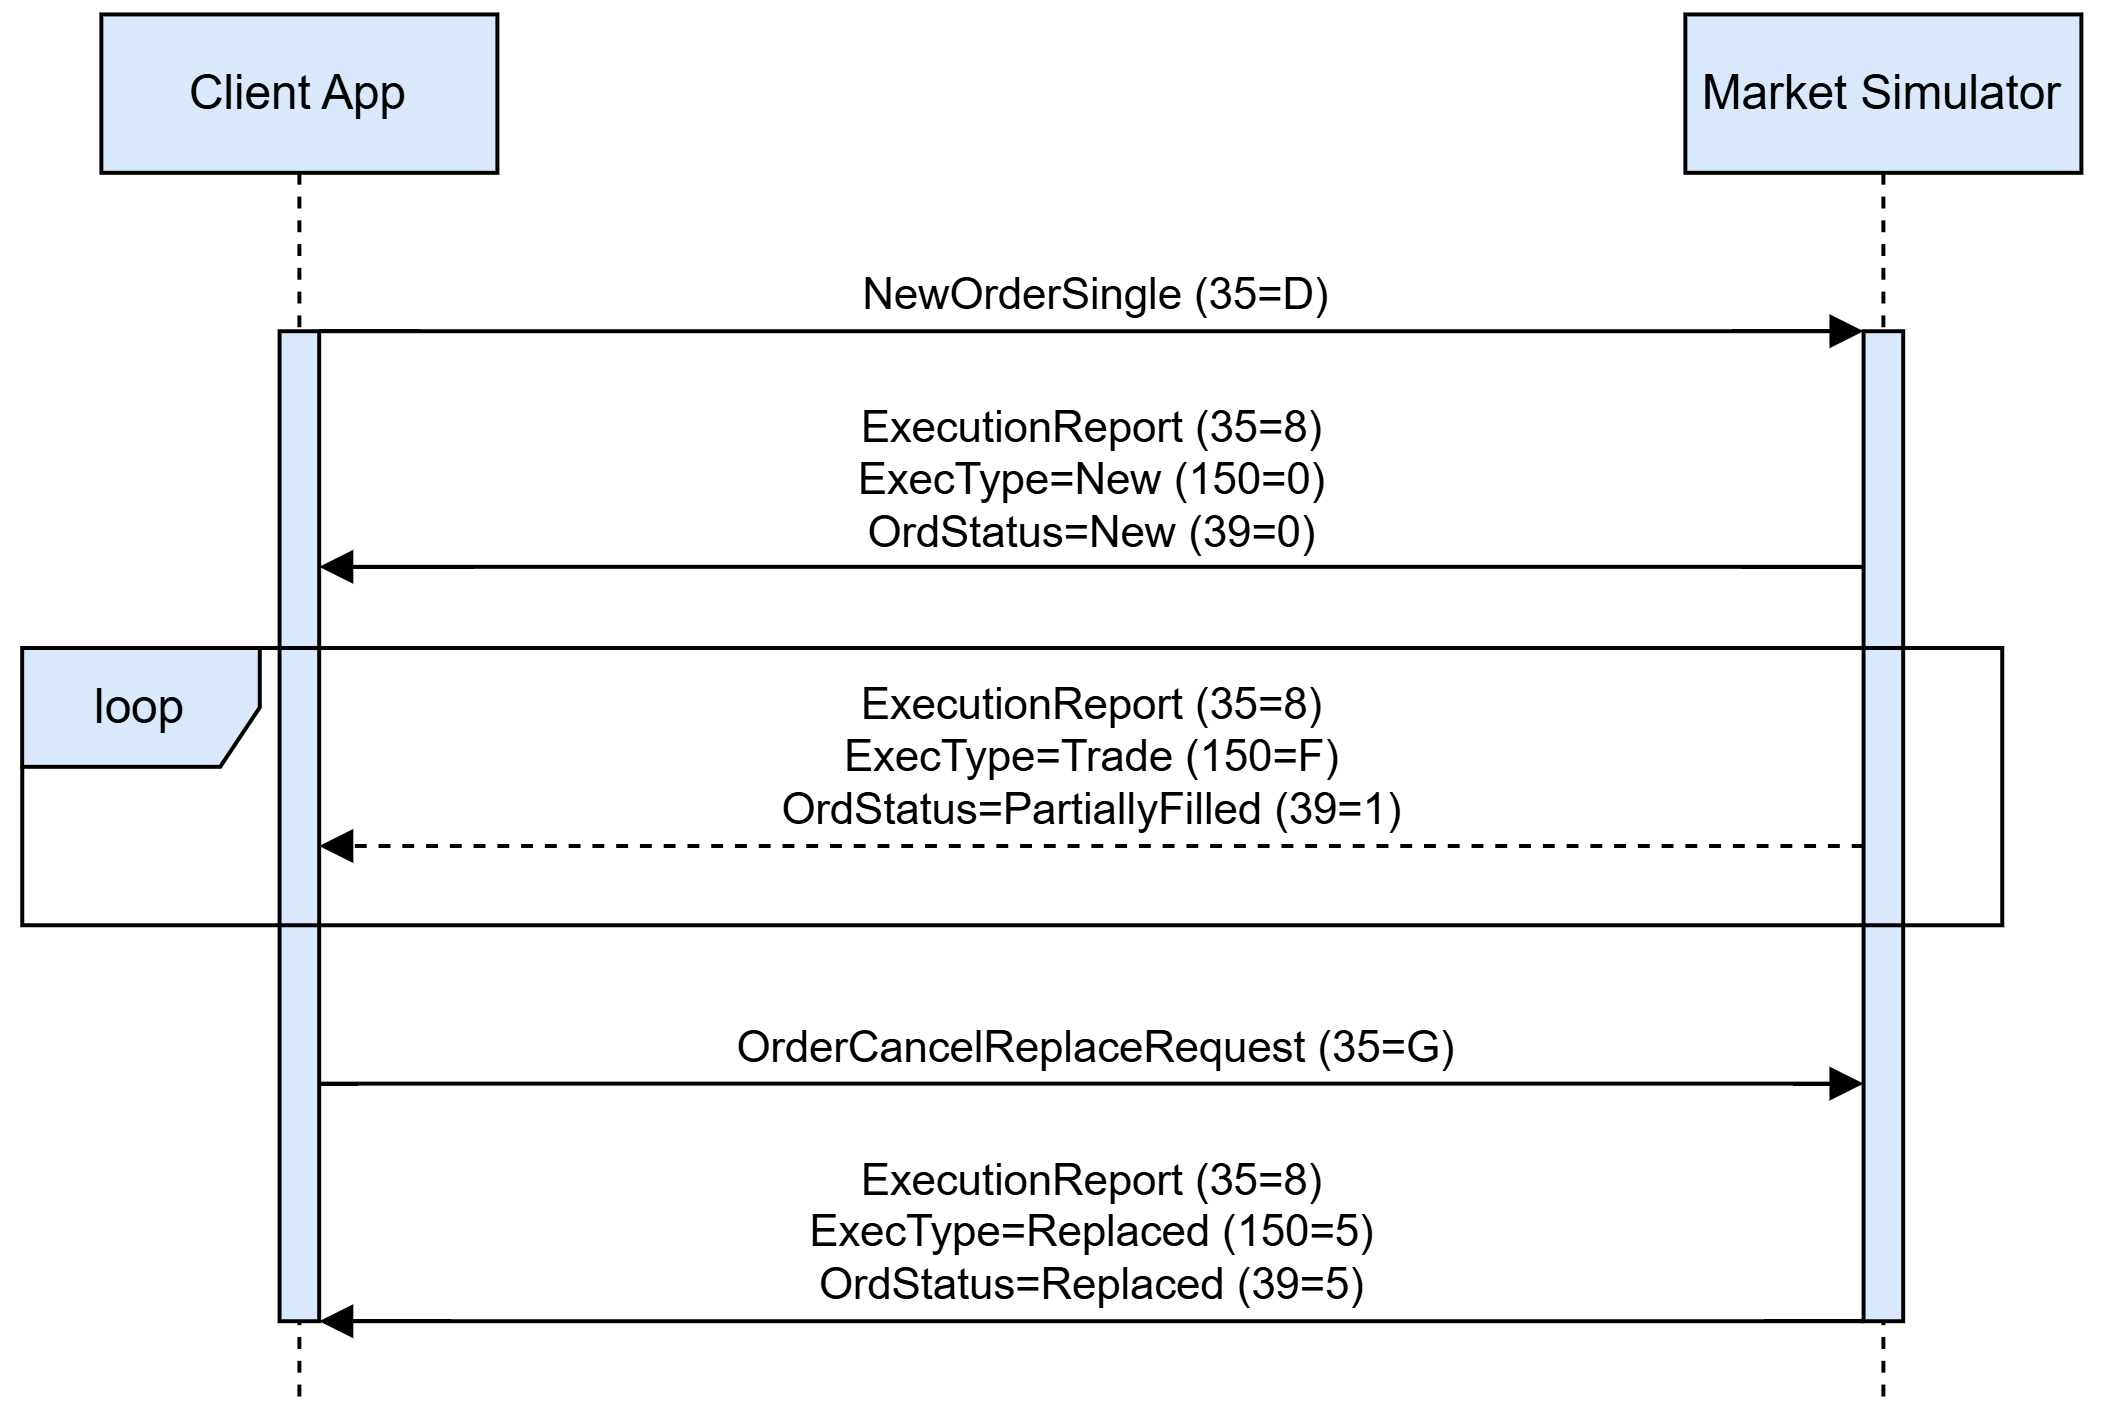 Client App
Market Simulator
NewOrderSingle (35=D)
ExecutionReport (35=8)
ExecType=New (150=0)
OrdStatus=New (39=0)
loop
ExecutionReport (35=8)
ExecType=Trade (150=F)
OrdStatus=PartiallyFilled (39=1)
OrderCancelReplaceRequest (35=G)
ExecutionReport (35=8)
ExecType=Replaced (150=5)
OrdStatus=Replaced (39=5)